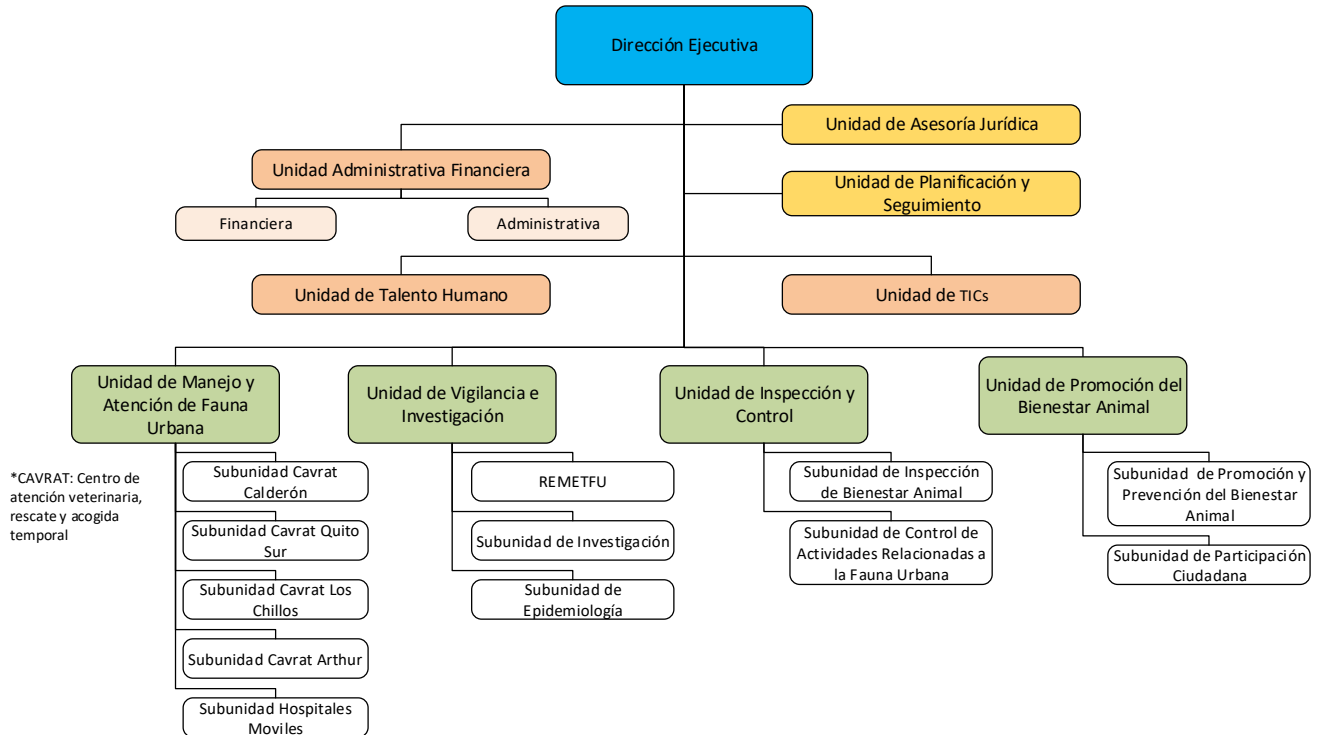 Dirección Ejecutiva
Unidad de Asesoría Jurídica
Unidad Administrativa Financiera
Unidad de Planificación y
Seguimiento
Financiera
Administrativa
Unidad de Talento Humano
Unidad de TICs
Unidad de Manejo y
Atención de Fauna
Urbana
Unidad de Vigilancia e
Investigación
Unidad de Inspección y
Control
Unidad de Promoción del
Bienestar Animal
*CAVRAT: Centro de
atención veterinaria,
rescate y acogida
temporal
Subunidad Cavrat
Calderón
Subunidad Cavrat Quito
Sur
Subunidad Cavrat Los
Chillos
Subunidad Cavrat Arthur
Subunidad Hospitales
Moviles
REMETFU
Subunidad de Investigación
Subunidad de
Epidemiología
Subunidad de Inspección
de Bienestar Animal
Subunidad de Control de
Actividades Relacionadas a
la Fauna Urbana
Subunidad de Promoción y
Prevención del Bienestar
Animal
Subunidad de Participación
Ciudadana